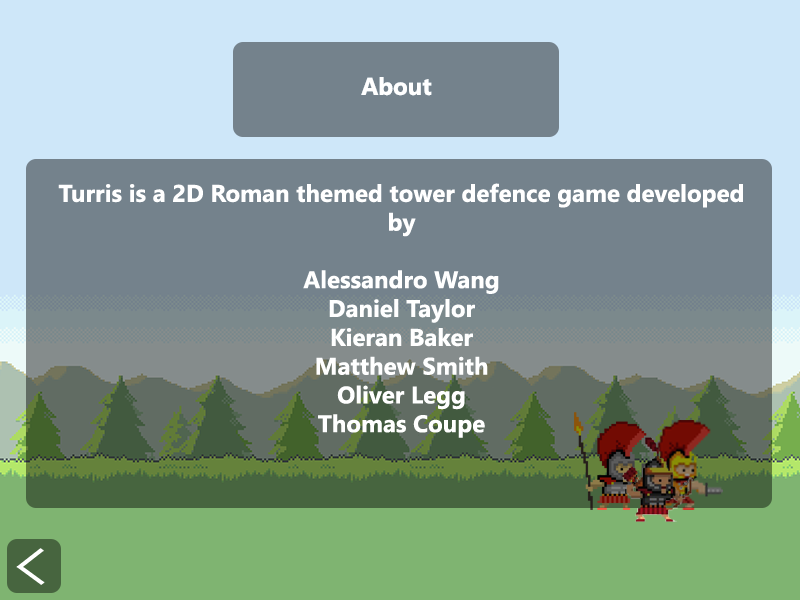 About
Turris is a 2D Roman themed tower defence game developed
by
Alessandro Wang
Daniel Taylor
Kieran Baker
Matthew Smith
Oliver Legg
Thomas Coupe